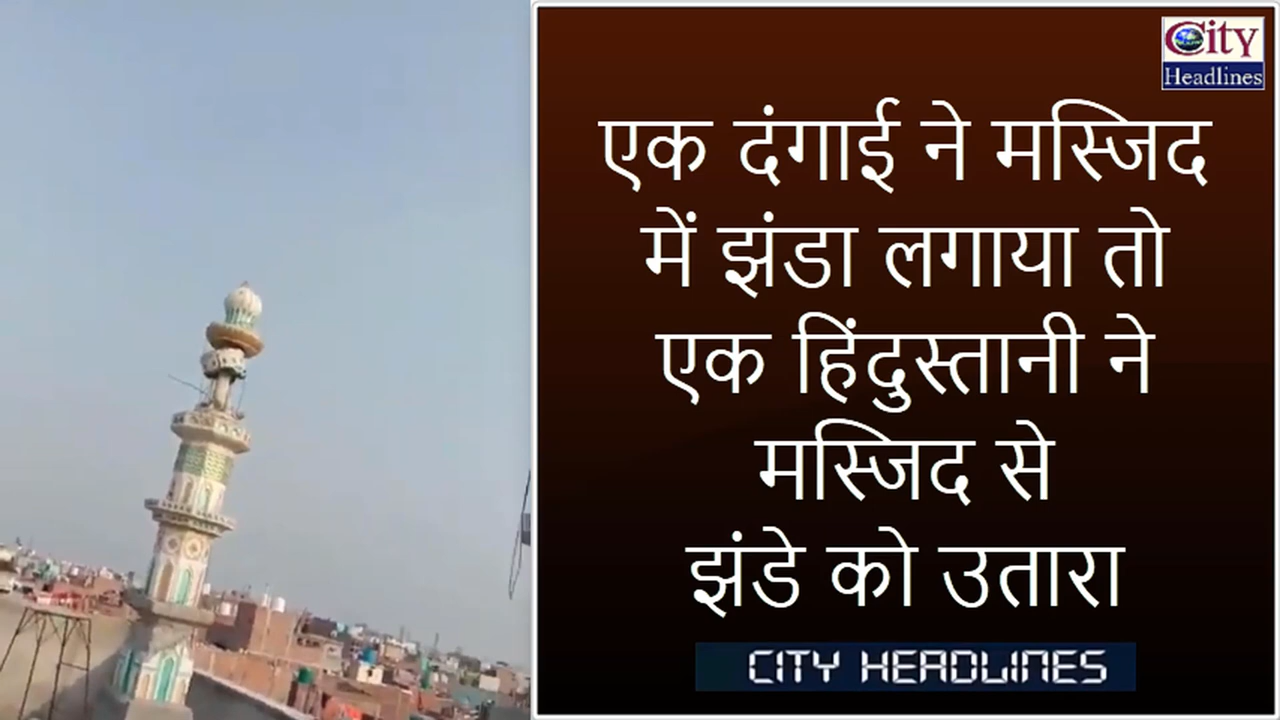 City
Headlines
एक दंगाई ने मस्जिद
में झंडा लगाया तो
एक हिंदुस्तानी ने
मस्जिद से
झंडे को उतारा
CITY HEADLINES